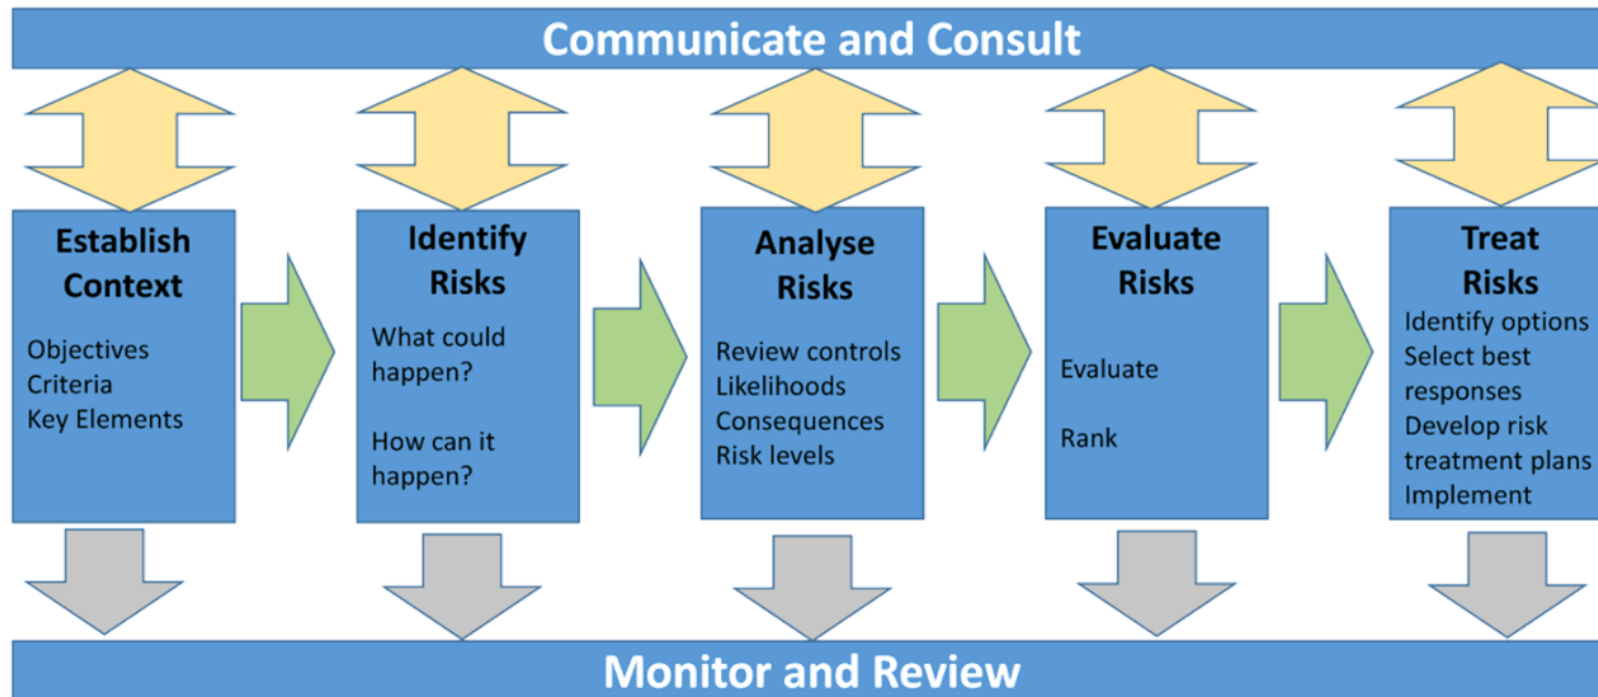 Communicate and Consult
Establish
Context
Objectives
Criteria
Key Elements
Identify
Risks
What could
happen?
How can it
happen?
Analyse
Risks
Review controls
Likelihoods
Consequences
Risk levels
Evaluate
Risks
Evaluate
Rank
Treat
Risks
Identify options
Select best
responses
Develop risk
treatment plans
Implement
Monitor and Review